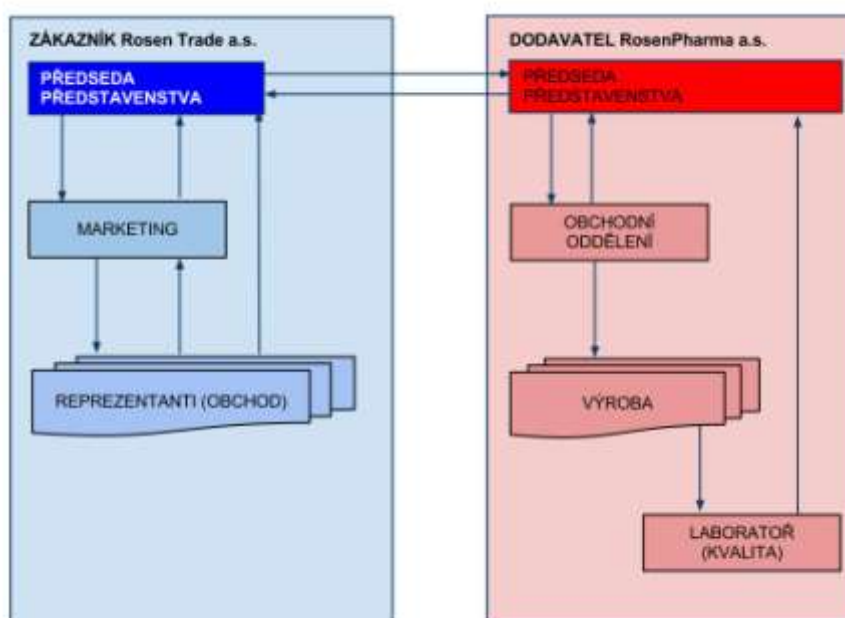 ZÁKAZNÍK Rosen Trade a.s.
PŘEDSEDA
PŘEDSTAVENSTVA
MARKETING
REPREZENTANTI (OBCHOD)
DODAVATEL RosenPharma a.s.
PŘEDSEDA
PŘEDSTAVENSTVA
OBCHODNÍ
ODDĚLENÍ
VÝROBA
LABORATOŘ
(KVALITA)